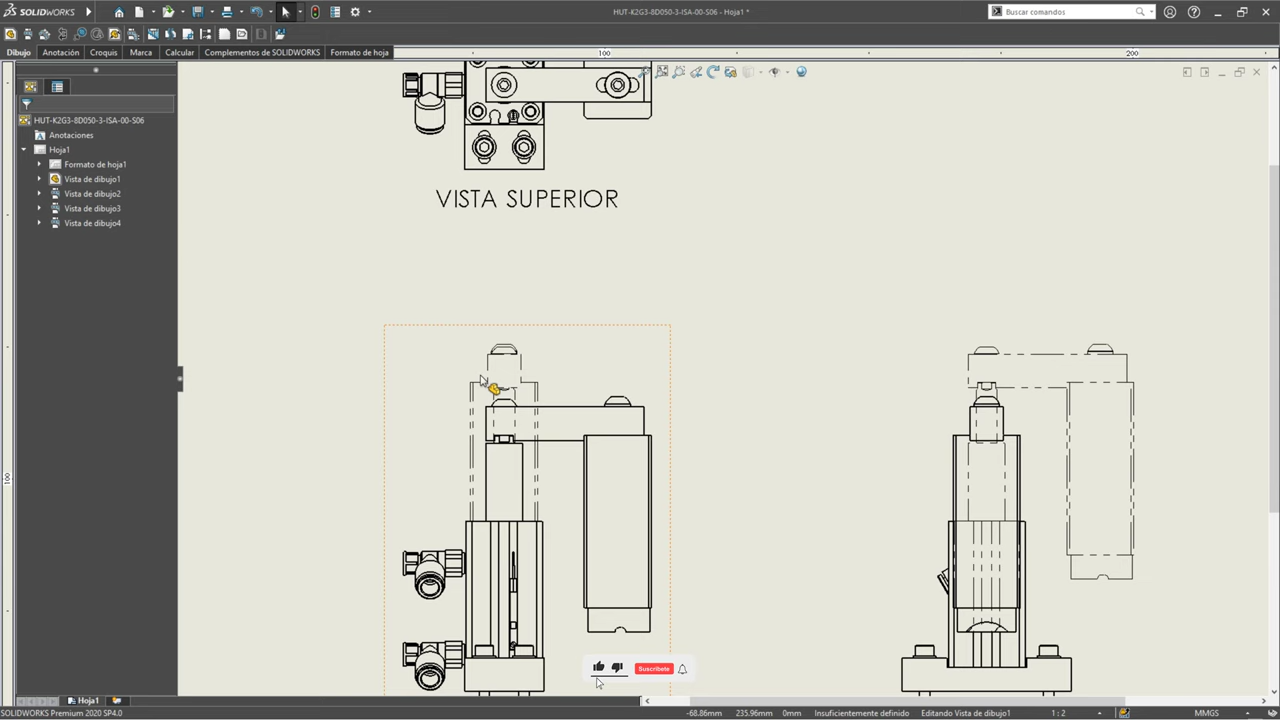 SOLIDWORKS
HUT-K2G3-8D050-3-ISA-00-S06 - Hoja1 *
Buscar comandos
Dibujo
Anotación
Croquis
Marca
Calcular
Complementos de SOLIDWORKS
Formato de hoja
100
200
HUT-K2G3-8D050-3-ISA-00-S06
Anotaciones
Hoja1
Formato de hoja1
Vista de dibujo1
Vista de dibujo2
Vista de dibujo3
Vista de dibujo4
VISTA SUPERIOR
100
Suscríbete
Hoja1
SOLIDWORKS Premium 2020 SP4.0
-68.86mm
235.96mm
0mm
Insuficientemente definido
Editando Vista de dibujo1
1 : 2
MMGS